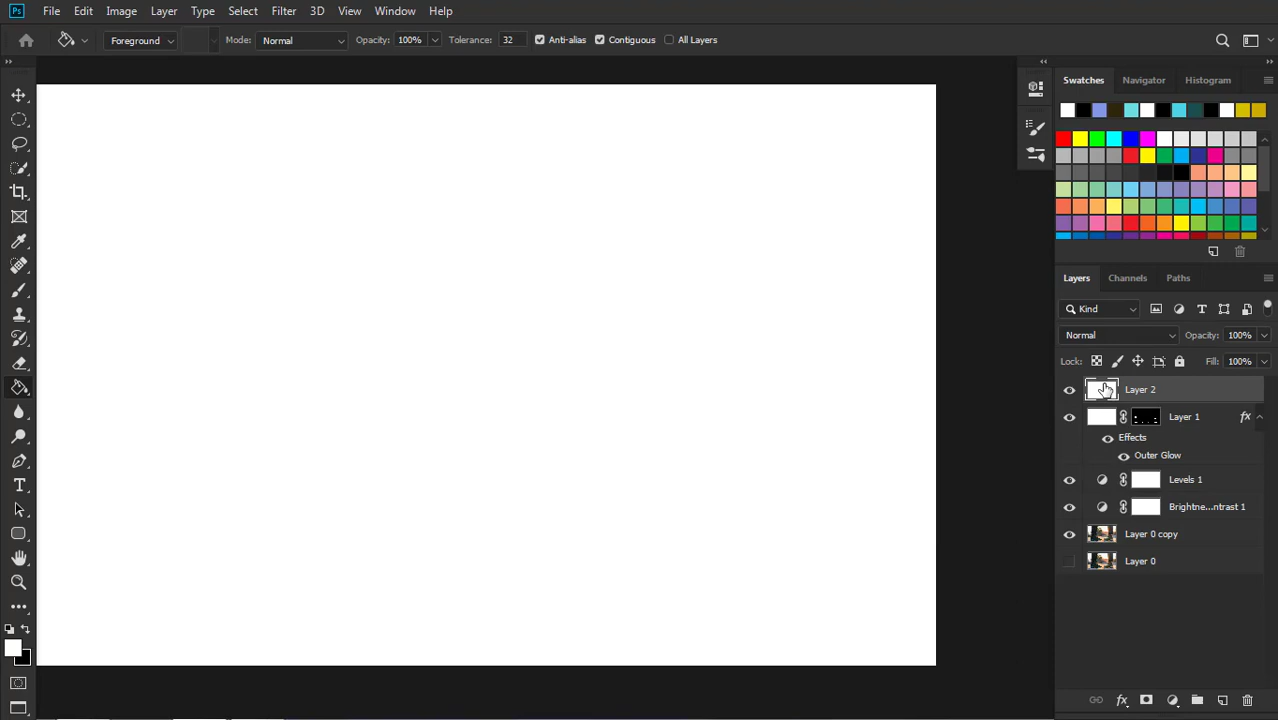 Ps File Edit Image Layer Type Select Filter 3D View Window Help
Foreground Mode: Normal Opacity: 100% Tolerance: 32 Anti-alias Contiguous All Layers
Swatches Navigator Histogram
Layers Channels Paths
Kind
Normal Opacity: 100%
Lock: Fill: 100%
Layer 2
Layer 1 fx
Effects
Outer Glow
Levels 1
Brightne...ntrast 1
Layer 0 copy
Layer 0
fx